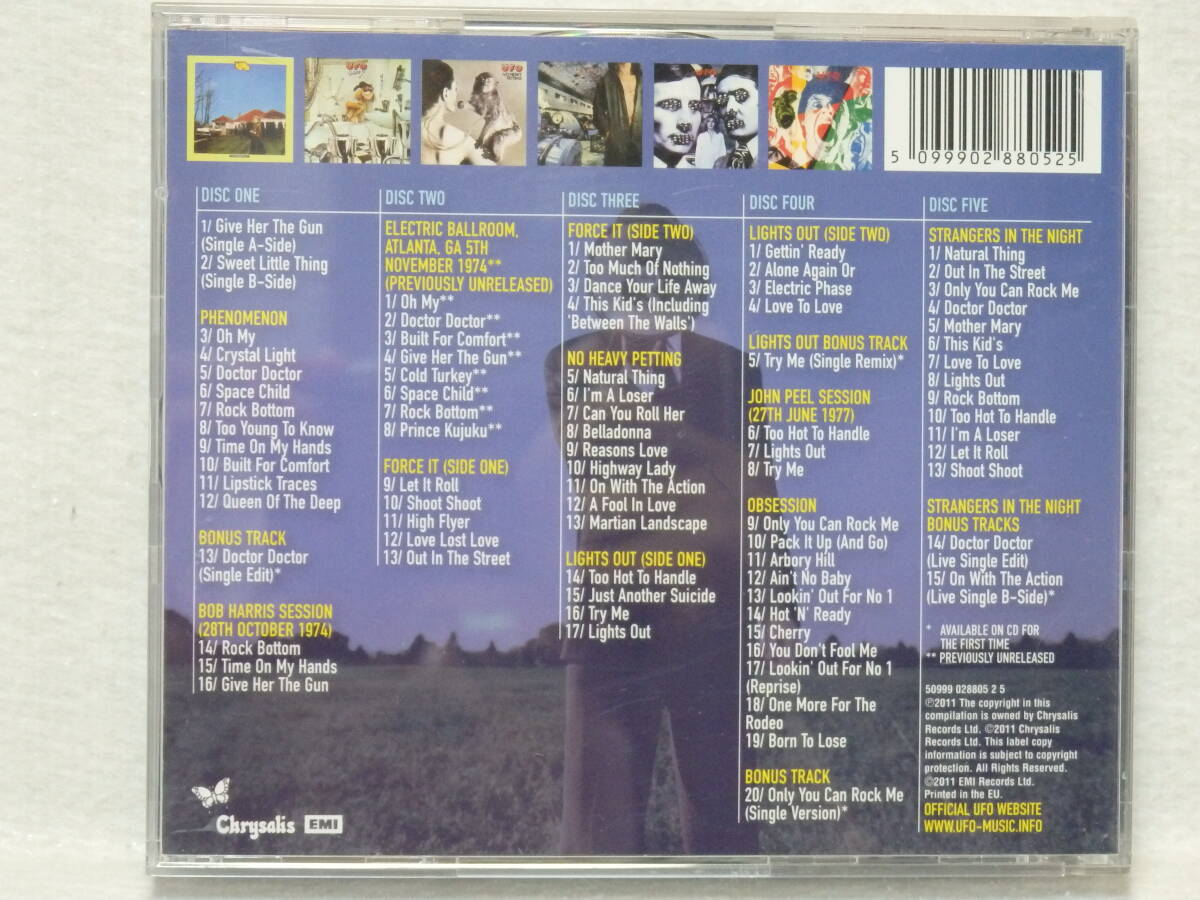 5 099902 880525
DISC ONE
1/ Give Her The Gun
(Single A-Side)
2/ Sweet Little Thing
(Single B-Side)
PHENOMENON
3/ Oh My
4/ Crystal Light
5/ Doctor Doctor
6/ Space Child
7/ Rock Bottom
8/ Too Young To Know
9/ Time On My Hands
10/ Built For Comfort
11/ Lipstick Traces
12/ Queen Of The Deep
BONUS TRACK
13/ Doctor Doctor
(Single Edit)*
BOB HARRIS SESSION
(28TH OCTOBER 1974)
14/ Rock Bottom
15/ Time On My Hands
16/ Give Her The Gun
DISC TWO
ELECTRIC BALLROOM,
ATLANTA, GA 5TH
NOVEMBER 1974**
(PREVIOUSLY UNRELEASED)
1/ Oh My**
2/ Doctor Doctor**
3/ Built For Comfort**
4/ Give Her The Gun**
5/ Cold Turkey**
6/ Space Child**
7/ Rock Bottom**
8/ Prince Kujuku**
FORCE IT (SIDE ONE)
9/ Let It Roll
10/ Shoot Shoot
11/ High Flyer
12/ Love Lost Love
13/ Out In The Street
DISC THREE
FORCE IT (SIDE TWO)
1/ Mother Mary
2/ Too Much Of Nothing
3/ Dance Your Life Away
4/ This Kid's (Including
'Between The Walls')
NO HEAVY PETTING
5/ Natural Thing
6/ I'm A Loser
7/ Can You Roll Her
8/ Belladonna
9/ Reasons Love
10/ Highway Lady
11/ On With The Action
12/ A Fool In Love
13/ Martian Landscape
LIGHTS OUT (SIDE ONE)
14/ Too Hot To Handle
15/ Just Another Suicide
16/ Try Me
17/ Lights Out
DISC FOUR
LIGHTS OUT (SIDE TWO)
1/ Gettin' Ready
2/ Alone Again Or
3/ Electric Phase
4/ Love To Love
LIGHTS OUT BONUS TRACK
5/ Try Me (Single Remix)*
JOHN PEEL SESSION
(27TH JUNE 1977)
6/ Too Hot To Handle
7/ Lights Out
8/ Try Me
OBSESSION
9/ Only You Can Rock Me
10/ Pack It Up (And Go)
11/ Arbory Hill
12/ Ain't No Baby
13/ Lookin' Out For No 1
14/ Hot 'N' Ready
15/ Cherry
16/ You Don't Fool Me
17/ Lookin' Out For No 1
(Reprise)
18/ One More For The
Rodeo
19/ Born To Lose
BONUS TRACK
20/ Only You Can Rock Me
(Single Version)*
DISC FIVE
STRANGERS IN THE NIGHT
1/ Natural Thing
2/ Out In The Street
3/ Only You Can Rock Me
4/ Doctor Doctor
5/ Mother Mary
6/ This Kid's
7/ Love To Love
8/ Lights Out
9/ Rock Bottom
10/ Too Hot To Handle
11/ I'm A Loser
12/ Let It Roll
13/ Shoot Shoot
STRANGERS IN THE NIGHT
BONUS TRACKS
14/ Doctor Doctor
(Live Single Edit)
15/ On With The Action
(Live Single B-Side)*
* AVAILABLE ON CD FOR
THE FIRST TIME
** PREVIOUSLY UNRELEASED
50999 028805 2 5
℗2011 The copyright in this
compilation is owned by Chrysalis
Records Ltd. ©2011 Chrysalis
Records Ltd. This label copy
information is subject to copyright
protection. All Rights Reserved.
©2011 EMI Records Ltd.
Printed in the EU.
OFFICIAL UFO WEBSITE
WWW.UFO-MUSIC.INFO
Chrysalis EMI